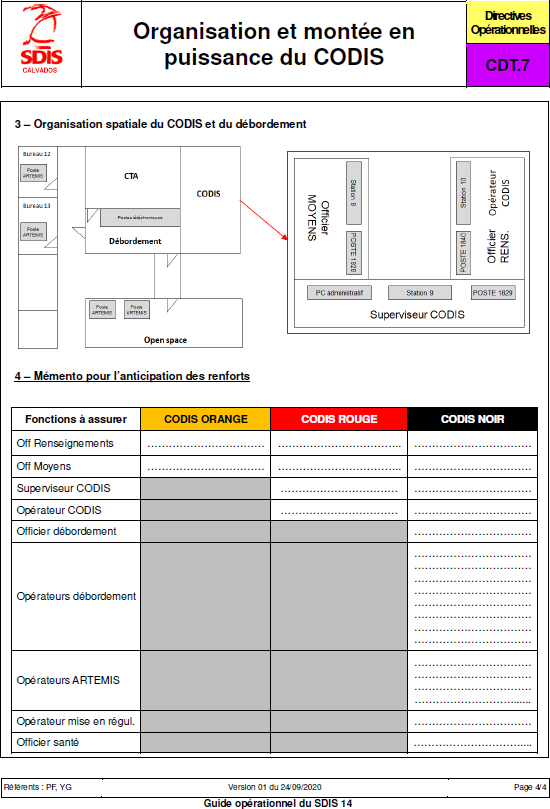 SDIS
CALVADOS
Organisation et montée en
puissance du CODIS
Directives
Opérationnelles
CDT.7
3 – Organisation spatiale du CODIS et du débordement
Bureau 12
Poste
ARTEMIS
Bureau 13
Poste
ARTEMIS
CTA
Postes téléphoniques
Débordement
CODIS
Poste
ARTEMIS
Poste
ARTEMIS
Open space
Officier
MOYENS
Station 8
POSTE 1828
Station 10
POSTE 1840
Opérateur
CODIS
Officier
RENS.
PC administratif
Station 9
POSTE 1829
Superviseur CODIS
4 – Mémento pour l'anticipation des renforts
Fonctions à assurer CODIS ORANGE CODIS ROUGE CODIS NOIR
Off Renseignements
Off Moyens
Superviseur CODIS
Opérateur CODIS
Officier débordement
Opérateurs débordement
Opérateurs ARTEMIS
Opérateur mise en régul.
Officier santé
Référents : PF, YG Version 01 du 24/09/2020 Page 4/4
Guide opérationnel du SDIS 14